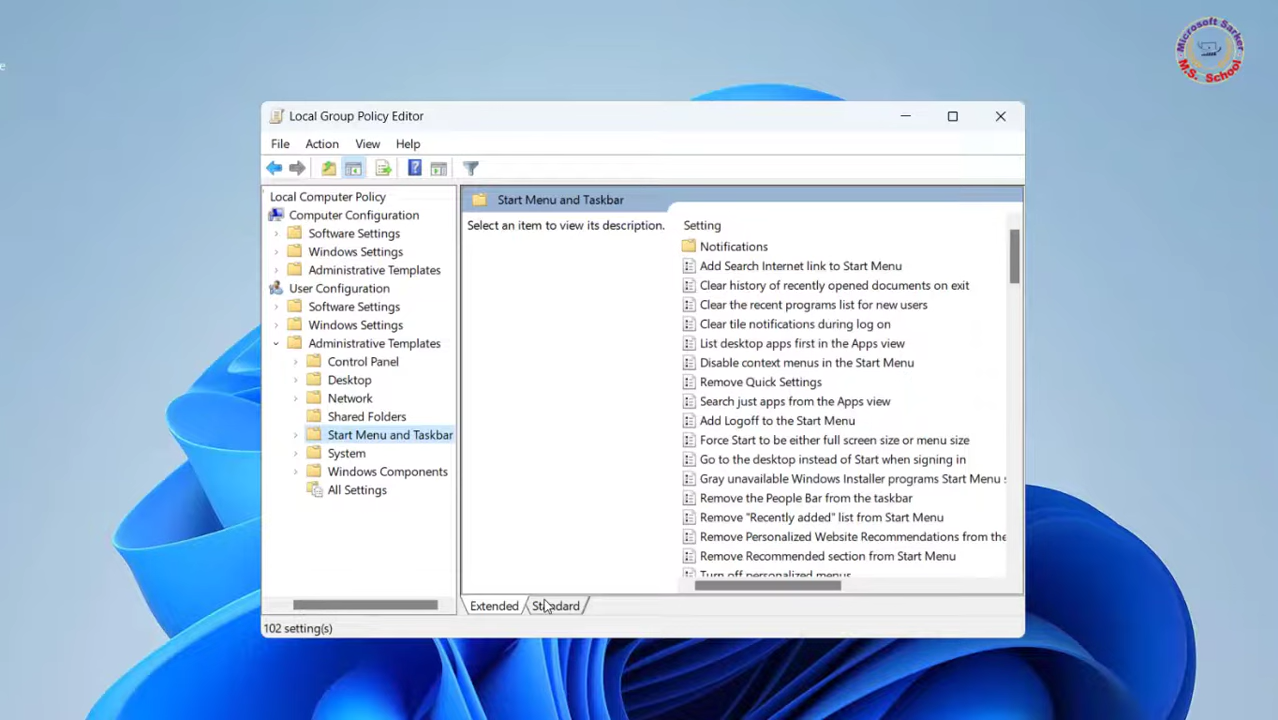 Microsoft Sarker
M.S. School
e
Local Group Policy Editor
File Action View Help
Local Computer Policy
Computer Configuration
Software Settings
Windows Settings
Administrative Templates
User Configuration
Software Settings
Windows Settings
Administrative Templates
Control Panel
Desktop
Network
Shared Folders
Start Menu and Taskbar
System
Windows Components
All Settings
Start Menu and Taskbar
Select an item to view its description.
Setting
Notifications
Add Search Internet link to Start Menu
Clear history of recently opened documents on exit
Clear the recent programs list for new users
Clear tile notifications during log on
List desktop apps first in the Apps view
Disable context menus in the Start Menu
Remove Quick Settings
Search just apps from the Apps view
Add Logoff to the Start Menu
Force Start to be either full screen size or menu size
Go to the desktop instead of Start when signing in
Gray unavailable Windows Installer programs Start Menu s
Remove the People Bar from the taskbar
Remove "Recently added" list from Start Menu
Remove Personalized Website Recommendations from the
Remove Recommended section from Start Menu
Turn off personalized menus
Extended Standard
102 setting(s)